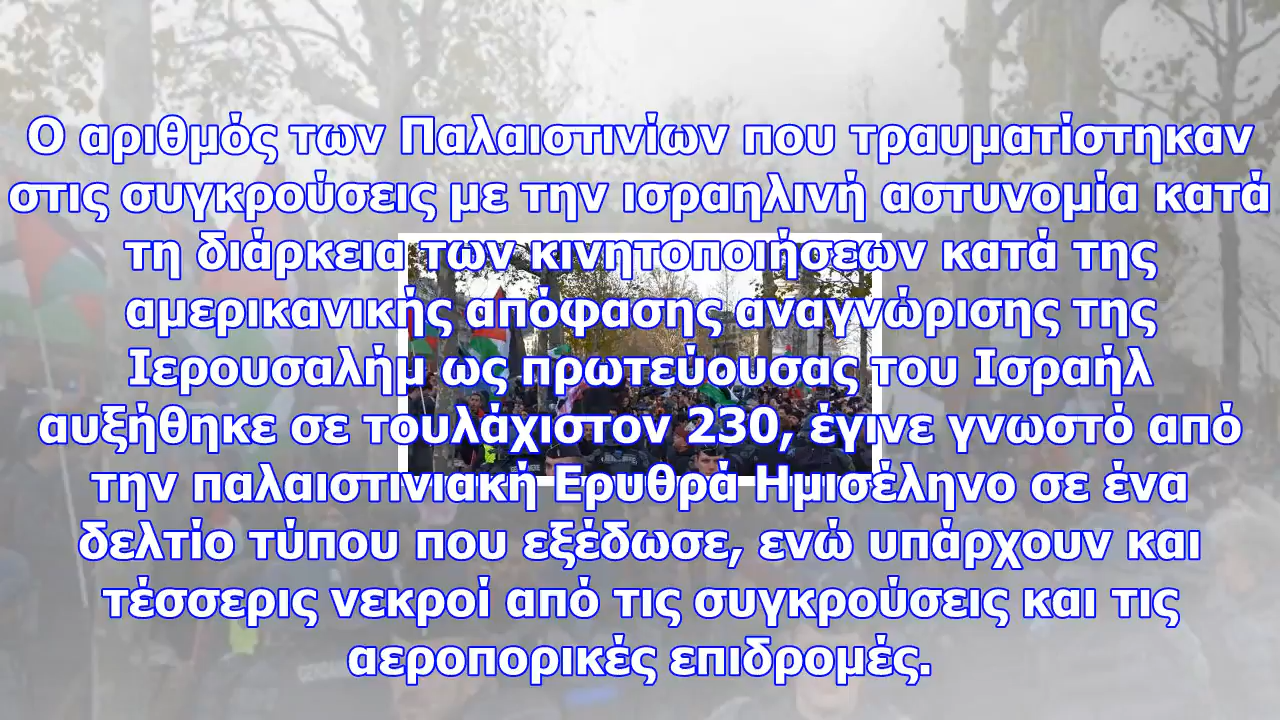 Ο αριθμός των Παλαιστινίων που τραυματίστηκαν
στις συγκρούσεις με την ισραηλινή αστυνομία κατά
τη διάρκεια των κινητοποιήσεων κατά της
αμερικανικής απόφασης αναγνώρισης της
Ιερουσαλήμ ως πρωτεύουσας του Ισραήλ
αυξήθηκε σε τουλάχιστον 230, έγινε γνωστό από
την παλαιστινιακή Ερυθρά Ημισέληνο σε ένα
δελτίο τύπου που εξέδωσε, ενώ υπάρχουν και
τέσσερις νεκροί από τις συγκρούσεις και τις
αεροπορικές επιδρομές.